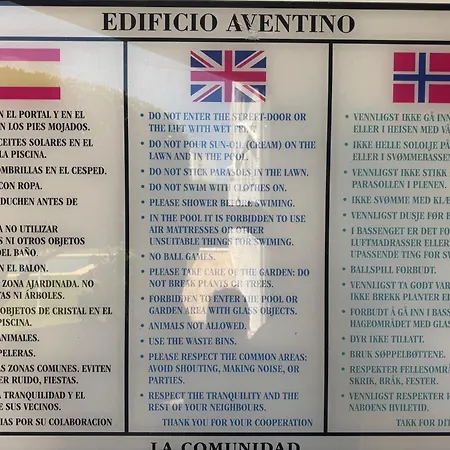 EDIFICIO AVENTINO
EN EL PORTAL Y EN EL
ON LOS PIES MOJADOS.
CEITES SOLARES EN EL
LA PISCINA.
OMBRILLAS EN EL CESPED.
CON ROPA.
DUCHEN ANTES DE
A NO UTILIZAR
S NI OTROS OBJETOS
DEL BAÑO.
N EL BALON.
ZONA AJARDINADA. NO
TAS NI ÁRBOLES.
OBJETOS DE CRISTAL EN EL
PISCINA.
ANIMALES.
PELERAS.
AS ZONAS COMUNES. EVITEN
ER RUIDO, FIESTAS.
A TRANQUILIDAD Y EL
E SUS VECINOS.
IAS POR SU COLABORACION
• DO NOT ENTER THE STREET-DOOR OR
THE LIFT WITH WET FEET
• DO NOT POUR SUN-OIL (CREAM) ON THE
LAWN AND IN THE POOL.
• DO NOT STICK PARASOLS IN THE LAWN.
• DO NOT SWIM WITH CLOTHES ON.
• PLEASE SHOWER BEFORE SWIMING.
• IN THE POOL IT IS FORBIDDEN TO USE
AIR MATTRESSES OR OTHER
UNSUITABLE THINGS FOR SWIMING.
• NO BALL GAMES.
• PLEASE TAKE CARE OF THE GARDEN: DO
NOT BREAK PLANTS OR TREES.
• FORBIDDEN TO ENTER THE POOL OR
GARDEN AREA WITH GLASS OBJECTS.
• ANIMALS NOT ALLOWED.
• USE THE WASTE BINS.
• PLEASE RESPECT THE COMMON AREAS:
AVOID SHOUTING, MAKING NOISE, OR
PARTIES.
• RESPECT THE TRANQUILITY AND THE
REST OF YOUR NEIGHBOURS.
THANK YOU FOR YOUR COOPERATION
• VENNLIGST IKKE GÅ INN
ELLER I HEISEN MED VÅ
• IKKE HELLE SOLOLJE PÅ
ELLER I SVØMMEBASSEN
• VENNLIGST IKKE STIKK
PARASOLLEN I PLENEN.
• IKKE SVØMME MED KLÆ
• VENNLIGST DUSJE FØR B
• I BASSENGET ER DET FO
LUFTMADRASSER ELLER
UPASSENDE TING FOR SV
• BALLSPILL FORBUDT.
• VENNLIGST TA GODT VAR
IKKE BREKK PLANTER EL
• FORBUDT Å GÅ INN I BASS
HAGEOMRÅDET MED GLAS
• DYR IKKE TILLATT.
• BRUK SØPPELBØTTENE.
• RESPEKTER FELLESOMRÅ
SKRIK, BRÅK, FESTER.
• VENNLIGST RESPEKTER R
NABOENS HVILETID.
TAKK FOR DIT
LA COMUNIDAD